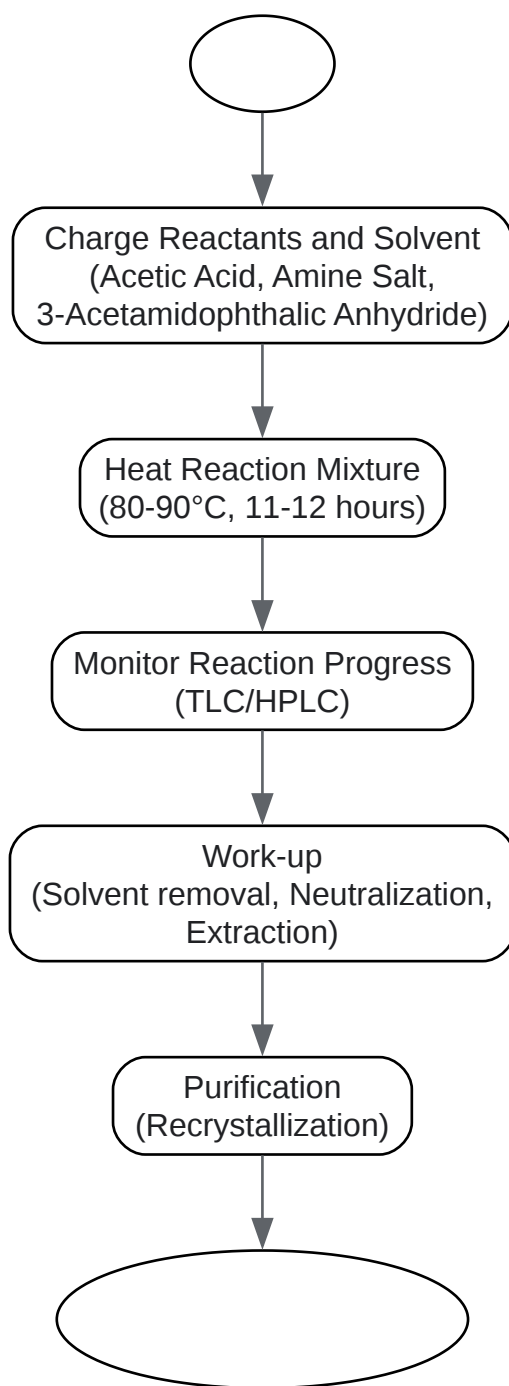 Charge Reactants and Solvent
(Acetic Acid, Amine Salt,
3-Acetamidophthalic Anhydride)
Heat Reaction Mixture
(80-90°C, 11-12 hours)
Monitor Reaction Progress
(TLC/HPLC)
Work-up
(Solvent removal, Neutralization,
Extraction)
Purification
(Recrystallization)